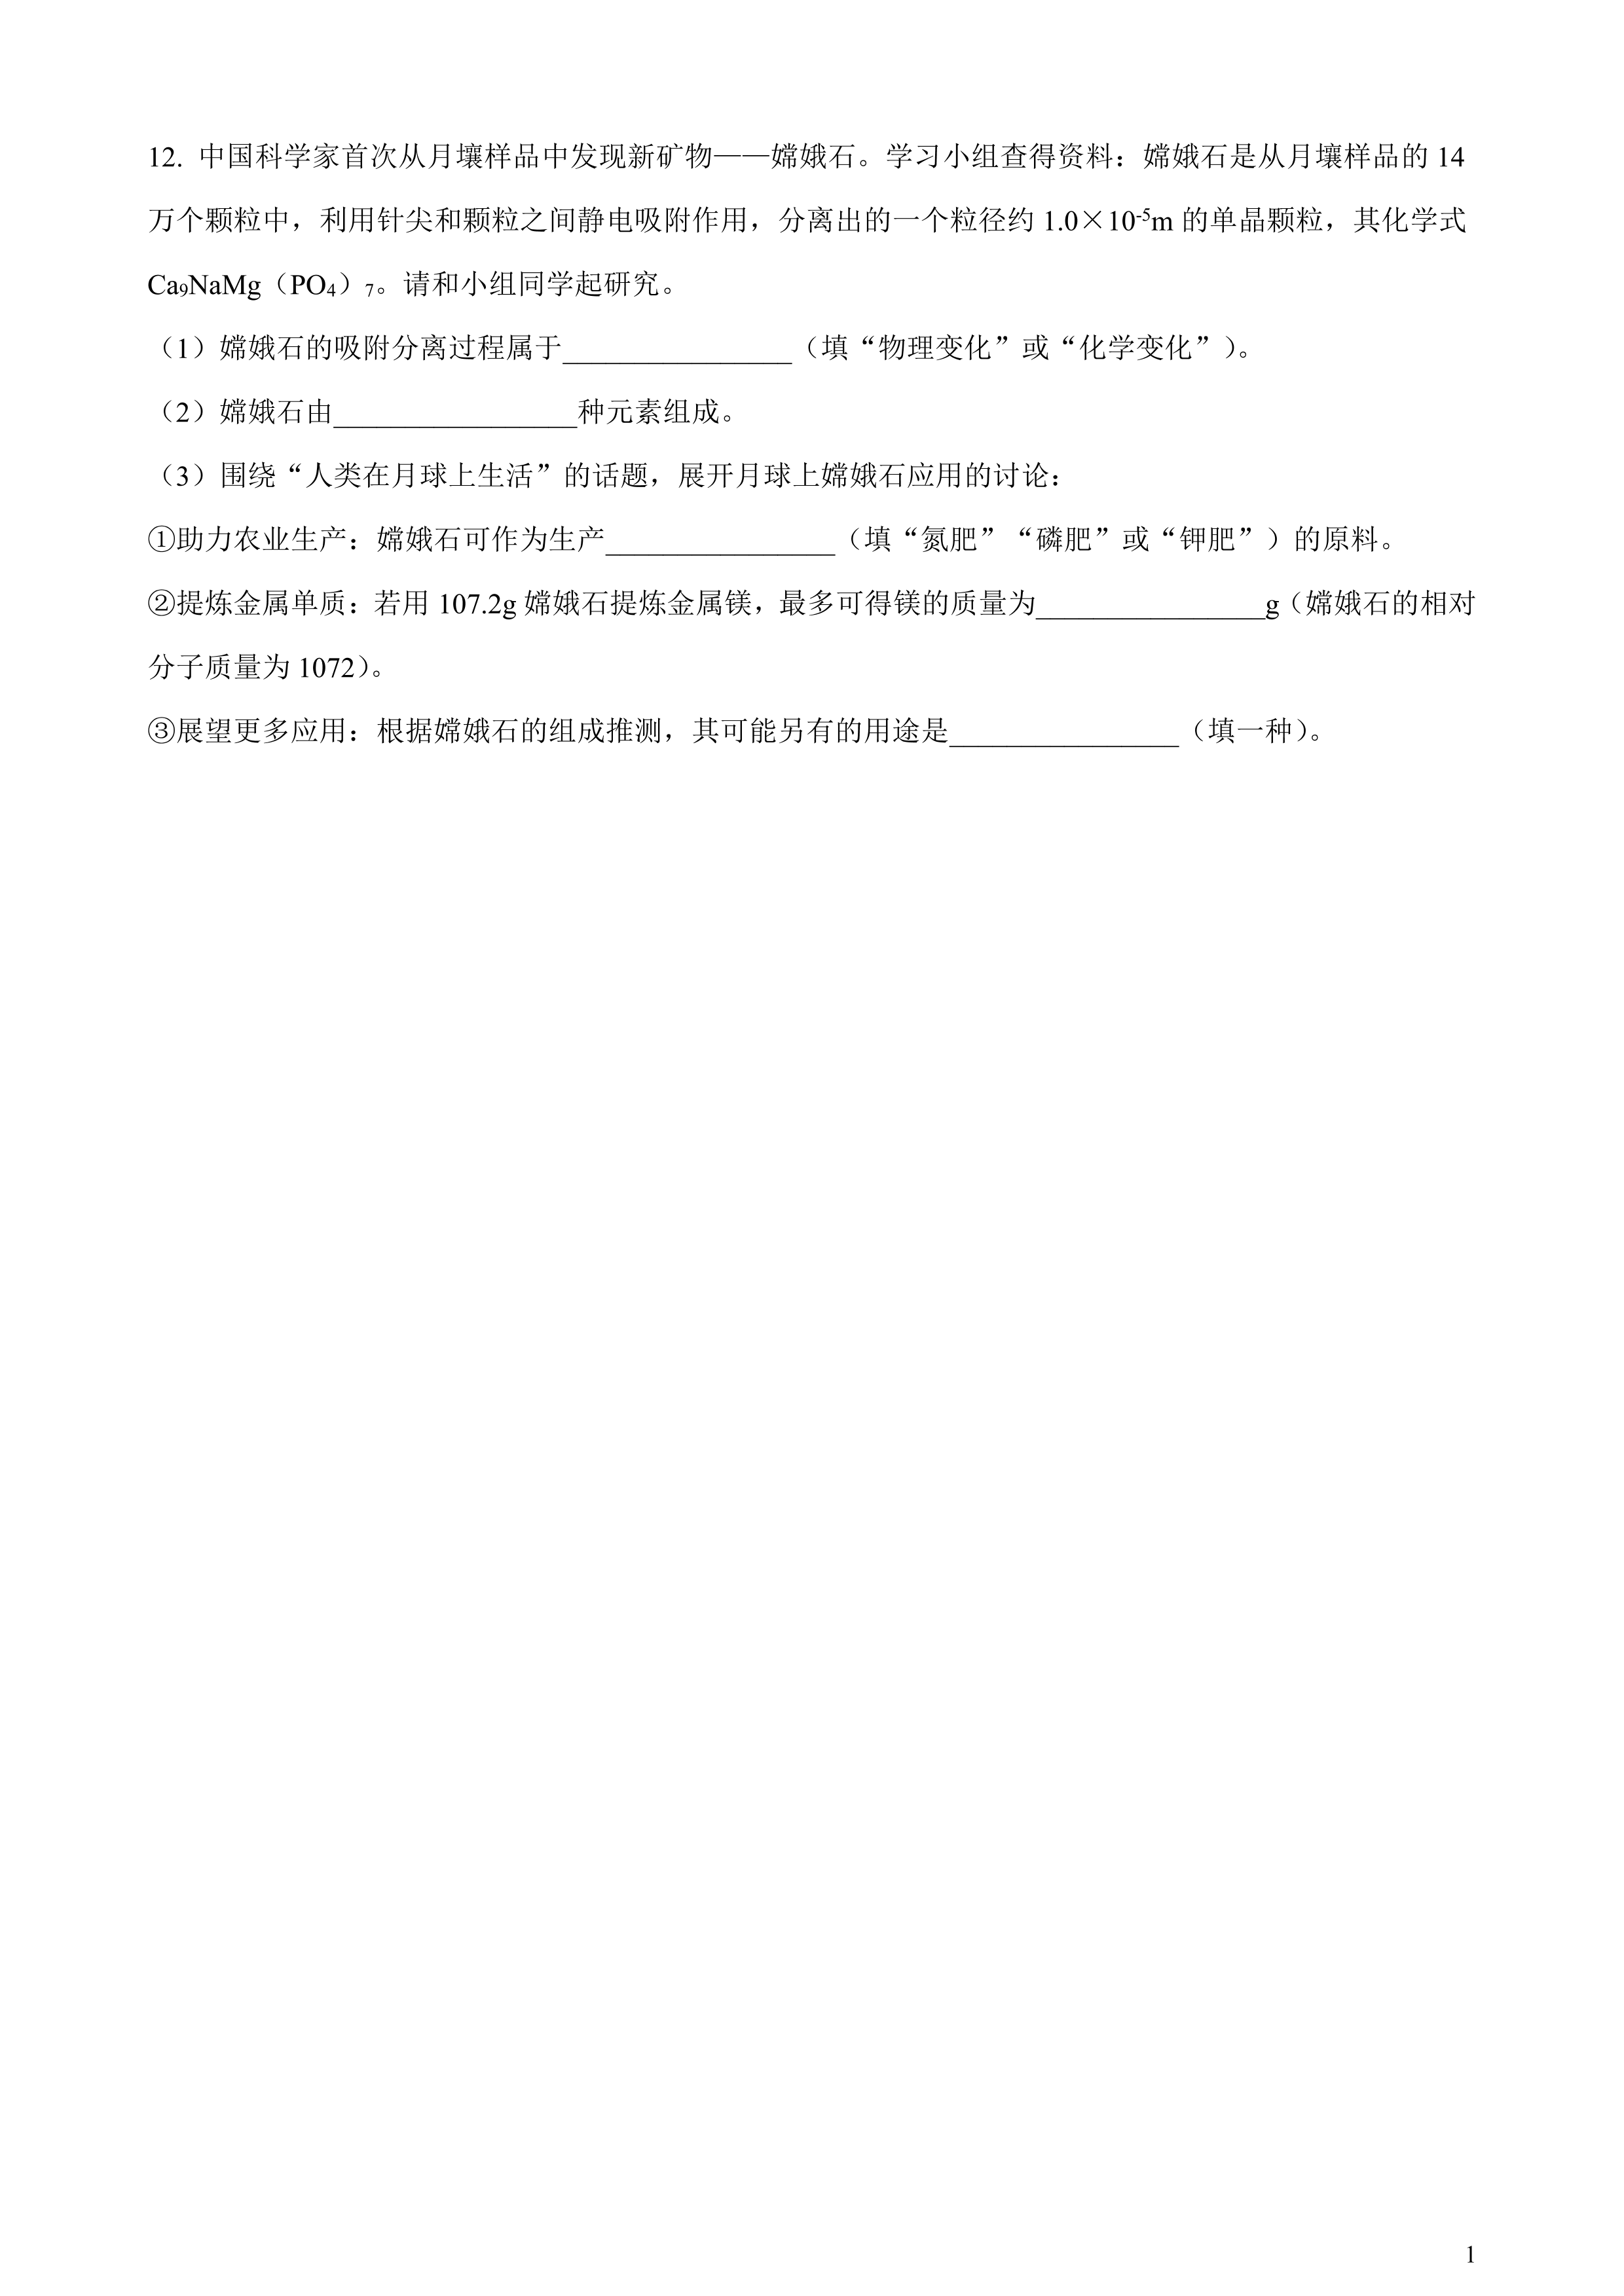 12. 中国科学家首次从月壤样品中发现新矿物——嫦娥石。学习小组查得资料：嫦娥石是从月壤样品的 14
万个颗粒中，利用针尖和颗粒之间静电吸附作用，分离出的一个粒径约 1.0×10⁻⁵m 的单晶颗粒，其化学式
Ca₉NaMg（PO₄）₇。请和小组同学起研究。
（1）嫦娥石的吸附分离过程属于________________（填“物理变化”或“化学变化”）。
（2）嫦娥石由_________________种元素组成。
（3）围绕“人类在月球上生活”的话题，展开月球上嫦娥石应用的讨论：
①助力农业生产：嫦娥石可作为生产________________（填“氮肥”“磷肥”或“钾肥”）的原料。
②提炼金属单质：若用 107.2g 嫦娥石提炼金属镁，最多可得镁的质量为________________g（嫦娥石的相对
分子质量为 1072）。
③展望更多应用：根据嫦娥石的组成推测，其可能另有的用途是________________（填一种）。
1